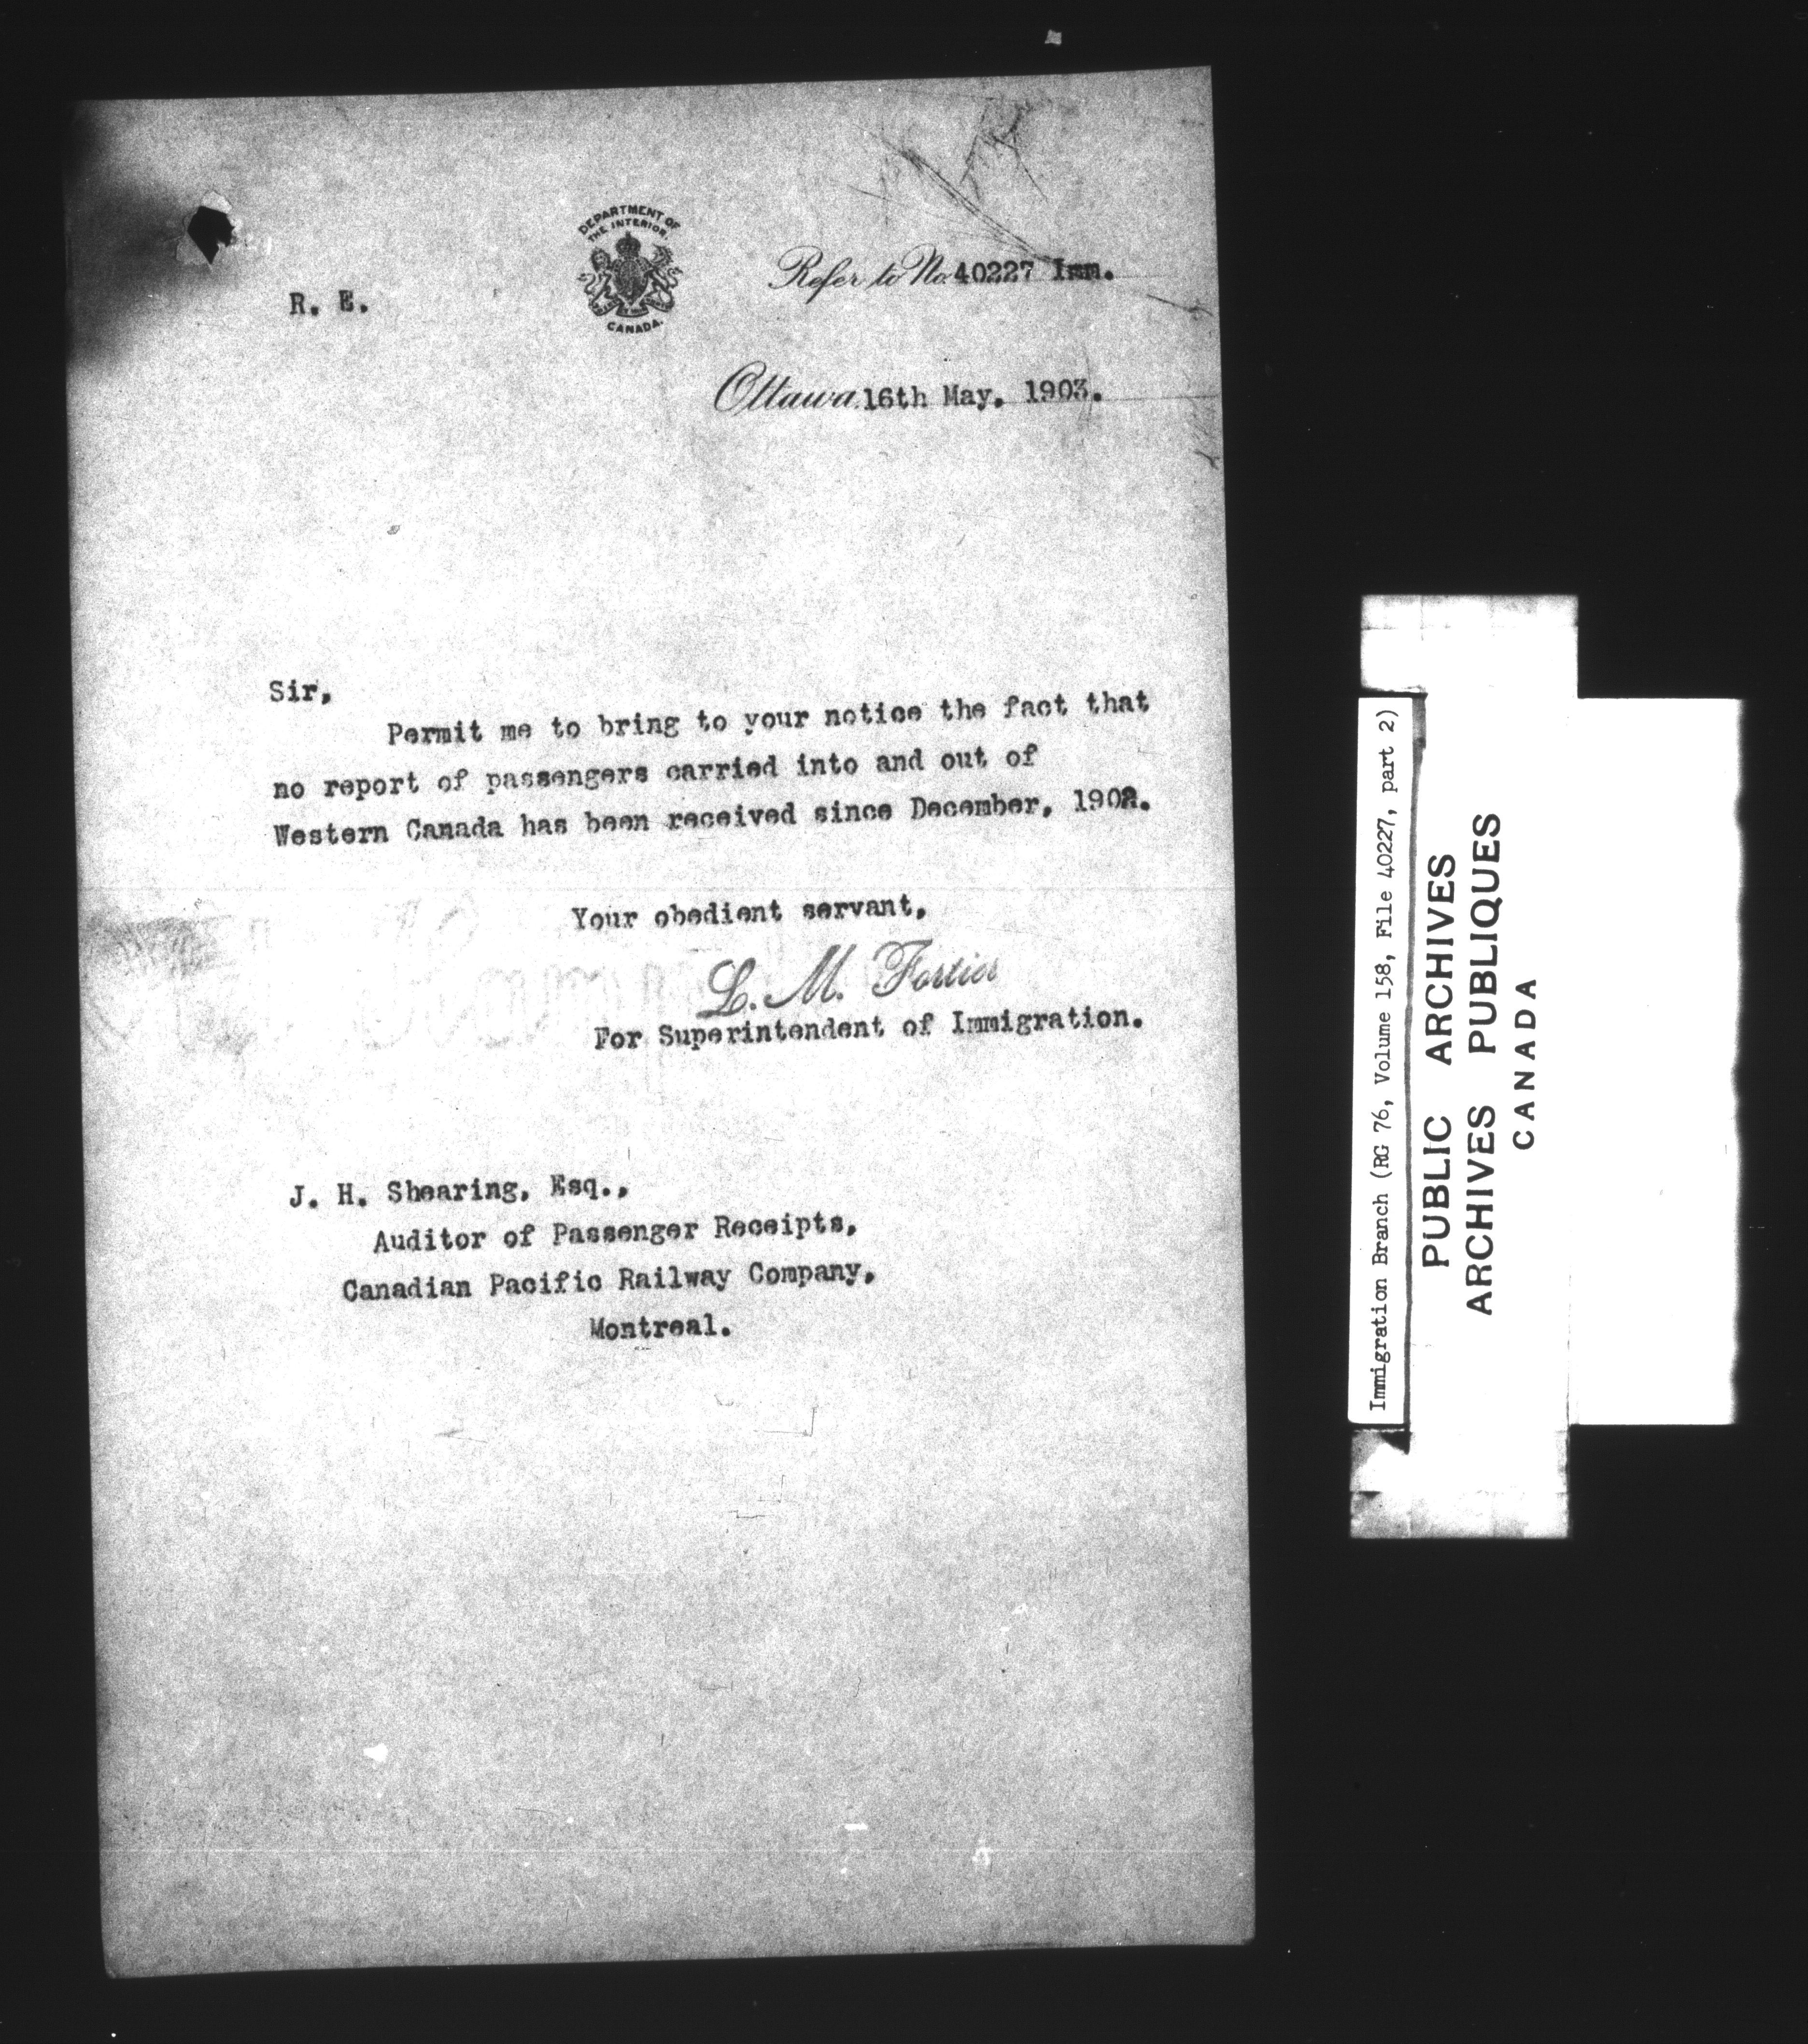 DEPARTMENT OF
THE INTERIOR.
CANADA.
R. E.
Refer to No. 40227 Imm.
Ottawa, 16th May, 1903.
Sir,
Permit me to bring to your notice the fact that
no report of passengers carried into and out of
Western Canada has been received since December, 1902.
Your obedient servant,
L. M. Fortier
For Superintendent of Immigration.
J. H. Shearing, Esq.,
Auditor of Passenger Receipts,
Canadian Pacific Railway Company,
Montreal.
Immigration Branch (RG 76, Volume 158, File 40227, part 2)
PUBLIC ARCHIVES
ARCHIVES PUBLIQUES
CANADA